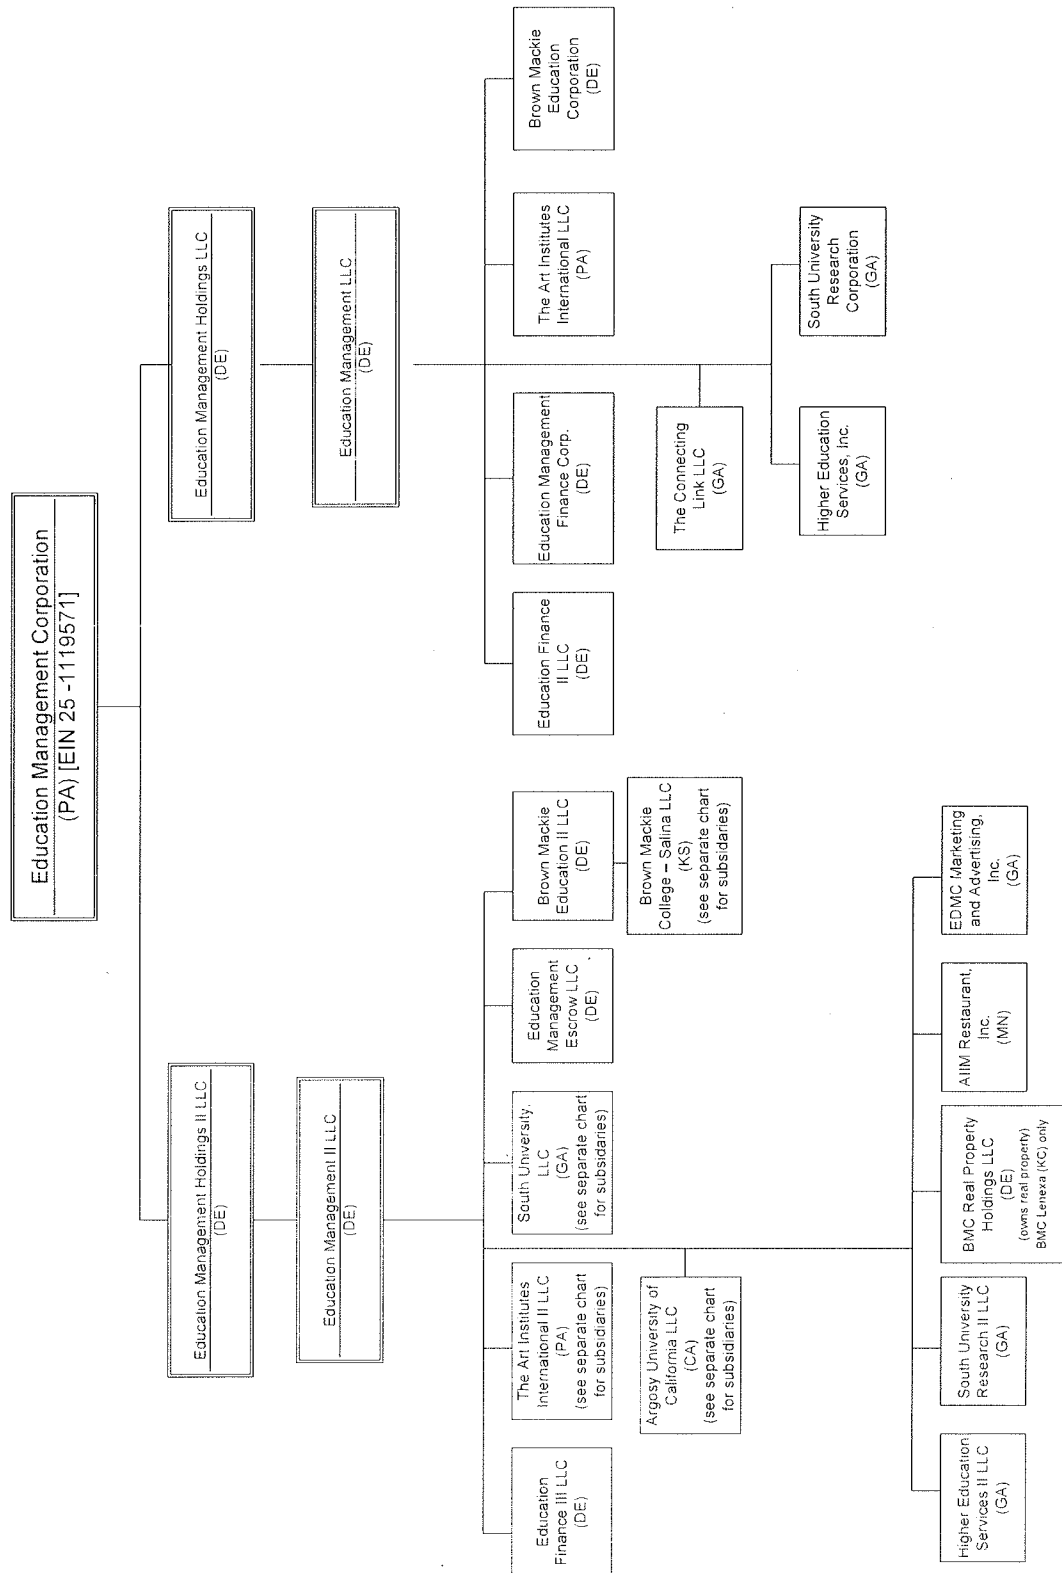 Education Management Corporation
(PA) [EIN 25 -1119571]
Education Management Holdings II LLC
(DE)
Education Management Holdings LLC
(DE)
Education Management II LLC
(DE)
Education Management LLC
(DE)
Education
Finance III LLC
(DE)
The Art Institutes
International II LLC
(PA)
(see separate chart
for subsidaries)
South University,
LLC
(GA)
(see separate chart
for subsidaries)
Education
Management
Escrow LLC
(DE)
Brown Mackie
Education II LLC
(DE)
Education Finance
II LLC
(DE)
Education Management
Finance Corp.
(DE)
The Art Institutes
International LLC
(PA)
Brown Mackie
Education
Corporation
(DE)
Argosy University of
California LLC
(CA)
(see separate chart
for subsidiaries)
Brown Mackie
College – Salina LLC
(KS)
(see separate chart
for subsidaries)
The Connecting
Link LLC
(GA)
Higher Education
Services, Inc.
(GA)
South University
Research
Corporation
(GA)
Higher Education
Services II LLC
(GA)
South University
Research II LLC
(GA)
BMC Real Property
Holdings LLC
(DE)
(owns real property)
BMC Lenexa (KC) only
AIIM Restaurant,
Inc.
(MN)
EDMC Marketing
and Advertising,
Inc.
(GA)